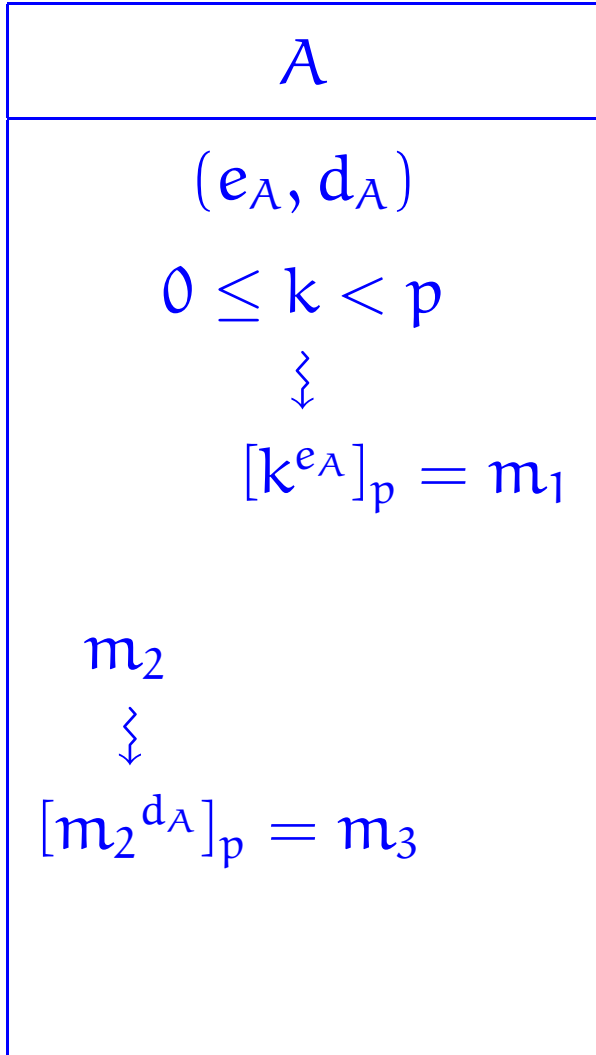 A
(e_A, d_A)
0 ≤ k < p
[k^{e_A}]_p = m_1
m_2
[m_2^{d_A}]_p = m_3